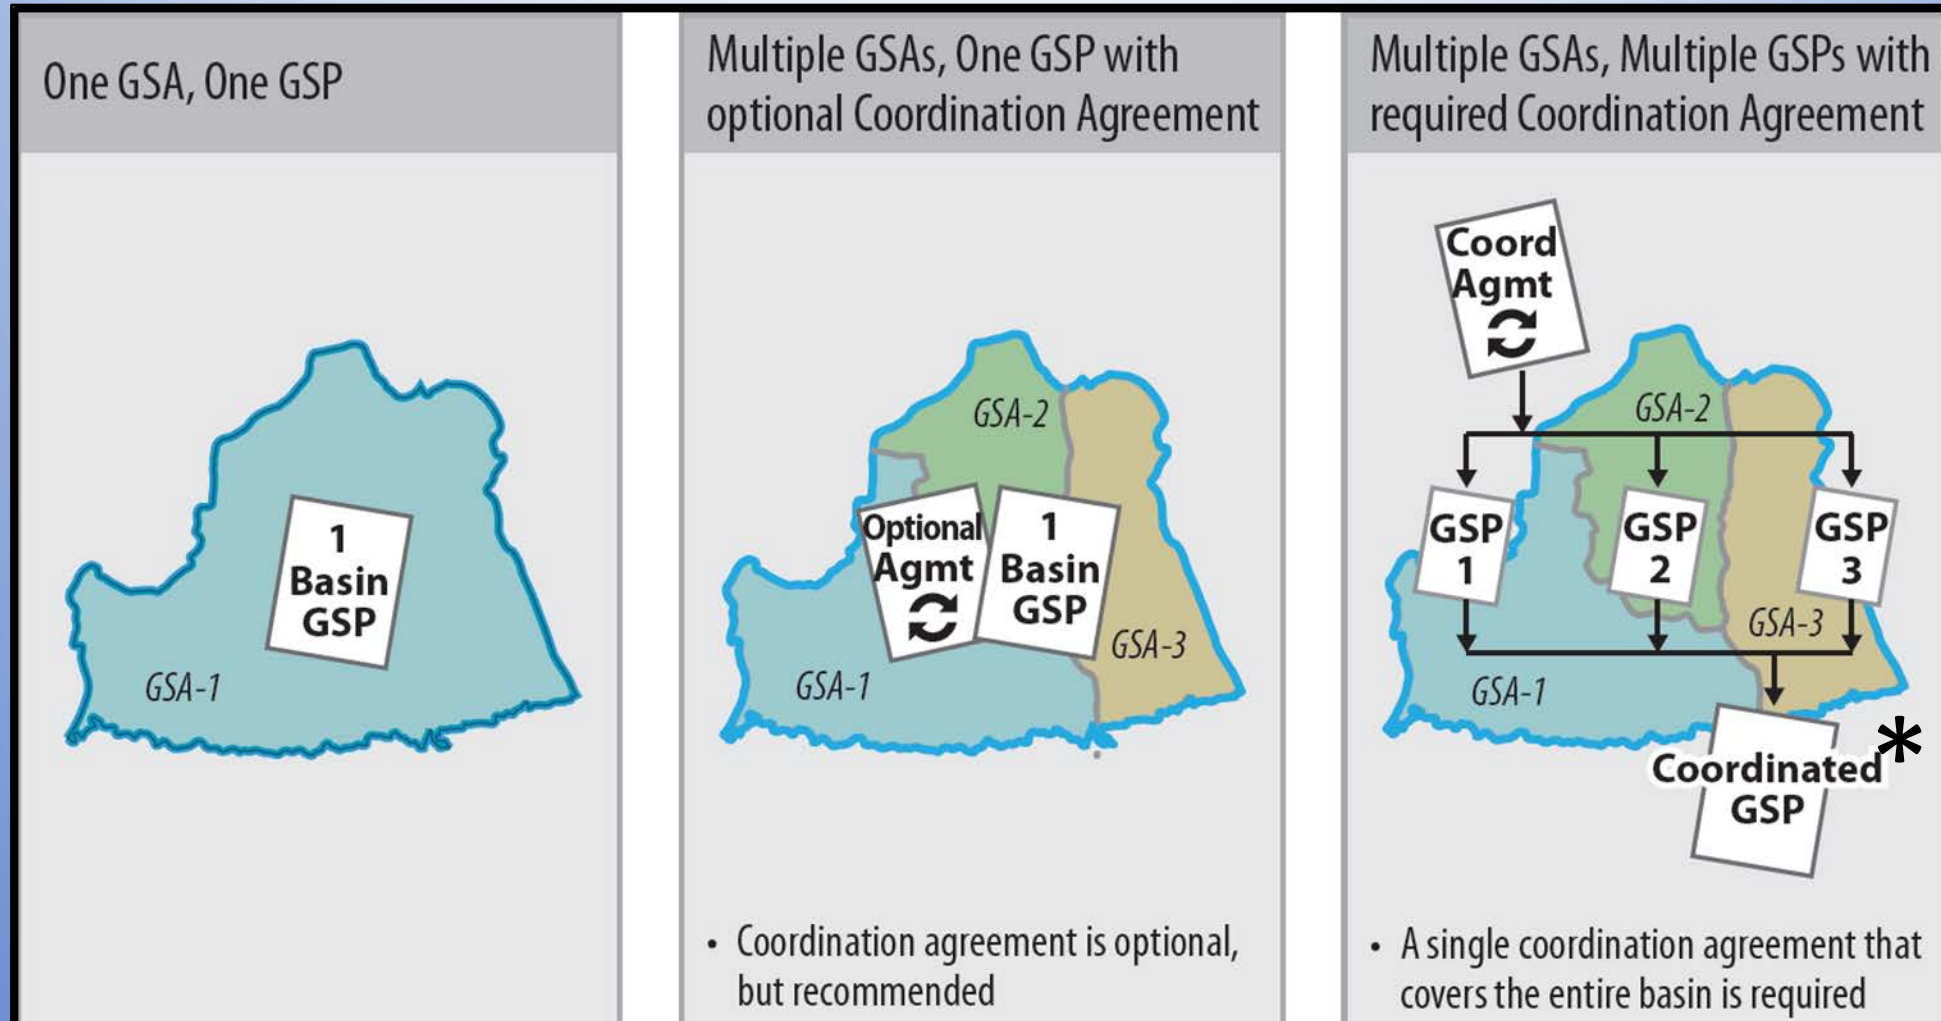 One GSA, One GSP
1
Basin
GSP
GSA-1
Multiple GSAs, One GSP with
optional Coordination Agreement
GSA-2
Optional
Agmt
1
Basin
GSP
GSA-3
GSA-1
• Coordination agreement is optional,
but recommended
Multiple GSAs, Multiple GSPs with
required Coordination Agreement
Coord
Agmt
GSA-2
GSP
1
GSP
2
GSP
3
GSA-3
GSA-1
Coordinated*
GSP
• A single coordination agreement that
covers the entire basin is required